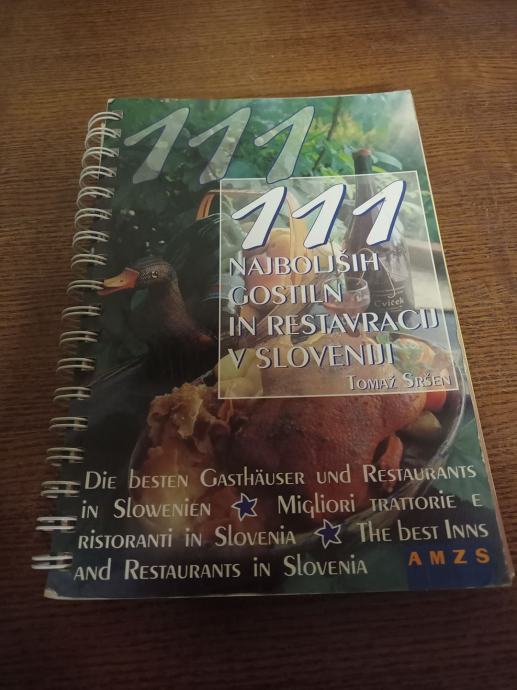 111
111
NAJBOLJŠIH
GOSTILN
IN RESTAVRACIJ
V SLOVENIJI
TOMAŽ SRŠEN
Cviček
DIE BESTEN GASTHÄUSER UND RESTAURANTS
IN SLOWENIEN ★ MIGLIORI TRATTORIE E
RISTORANTI IN SLOVENIA ★ THE BEST INNS
AND RESTAURANTS IN SLOVENIA
AMZS